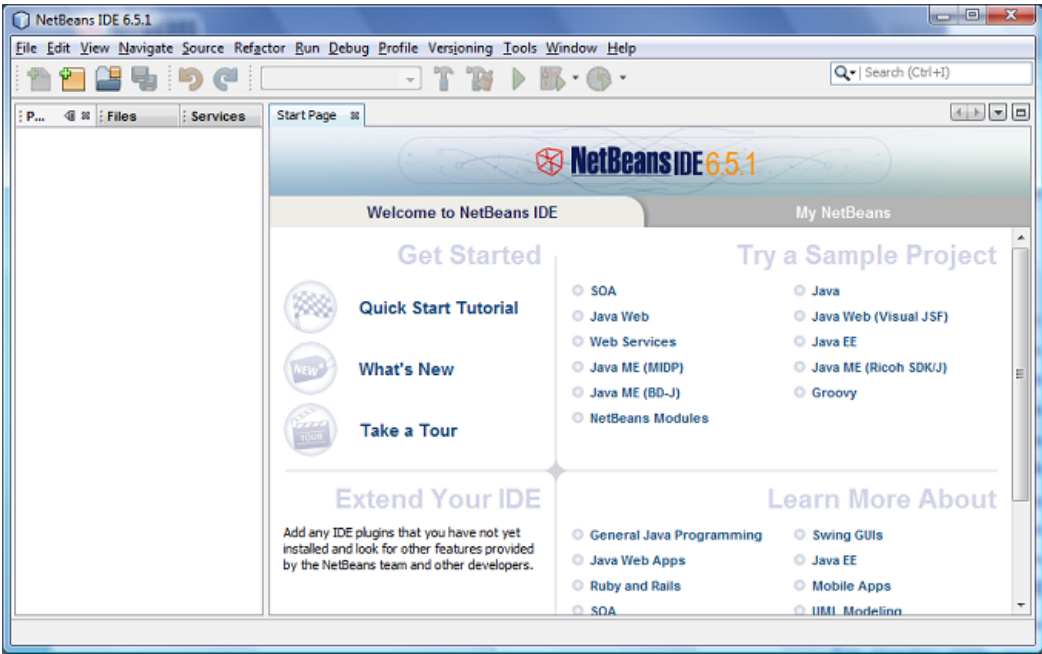 NetBeans IDE 6.5.1
File Edit View Navigate Source Refactor Run Debug Profile Versioning Tools Window Help
Search (Ctrl+I)
P... Files Services Start Page
NetBeans IDE 6.5.1
Welcome to NetBeans IDE My NetBeans
Get Started
Quick Start Tutorial
NEW
What's New
TOUR
Take a Tour
Try a Sample Project
SOA Java
Java Web Java Web (Visual JSF)
Web Services Java EE
Java ME (MIDP) Java ME (Ricoh SDK/J)
Java ME (BD-J) Groovy
NetBeans Modules
Extend Your IDE
Add any IDE plugins that you have not yet
installed and look for other features provided
by the NetBeans team and other developers.
Learn More About
General Java Programming Swing GUIs
Java Web Apps Java EE
Ruby and Rails Mobile Apps
SOA UML Modeling